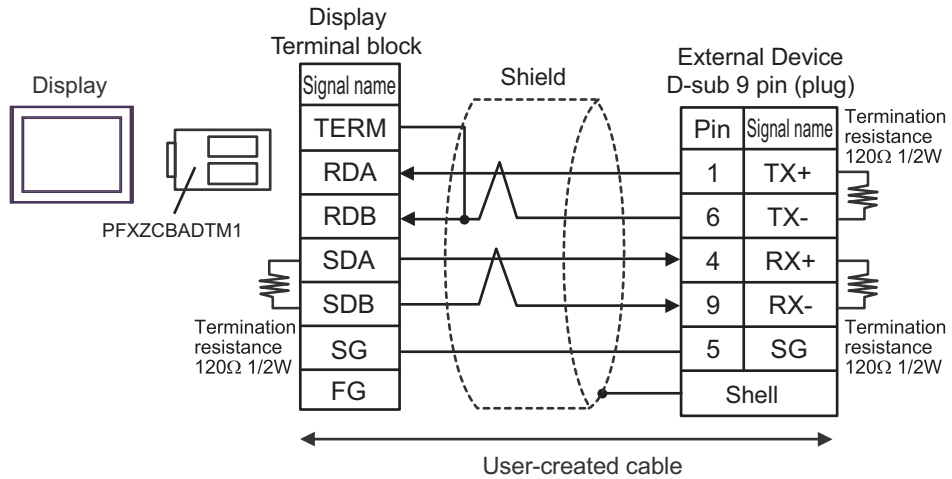 Display
PFXZCBADTM1
Display
Terminal block
Signal name
TERM
RDA
RDB
SDA
SDB
SG
FG
Termination
resistance
120Ω 1/2W
Shield
External Device
D-sub 9 pin (plug)
Pin Signal name
1 TX+
6 TX-
4 RX+
9 RX-
5 SG
Shell
Termination
resistance
120Ω 1/2W
Termination
resistance
120Ω 1/2W
User-created cable